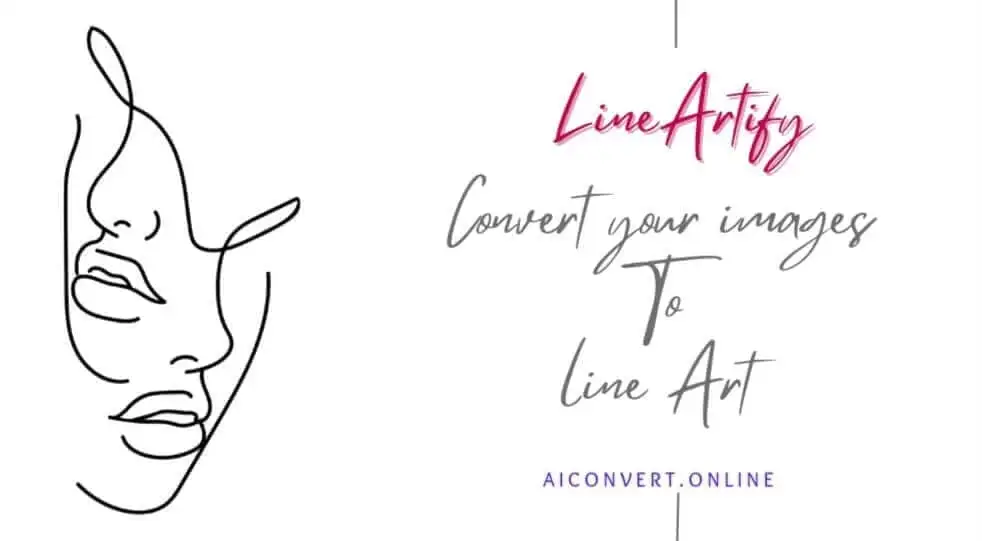 LineArtify
Convert your images
To
Line Art
AICONVERT.ONLINE